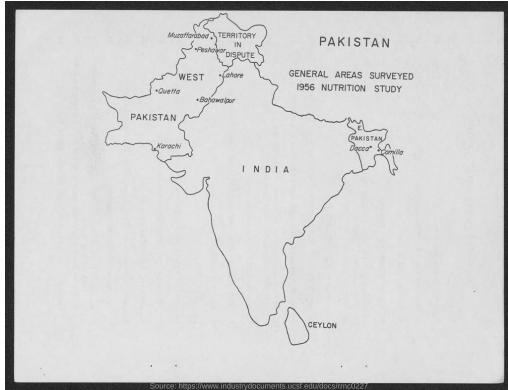 PAKISTAN
GENERAL AREAS SURVEYED
1956 NUTRITION STUDY
Muzaffarabad
TERRITORY
IN
DISPUTE
Peshawar
WEST
Lahore
Quetta
Bahawalpur
PAKISTAN
Karachi
E.
PAKISTAN
Dacca
Comilla
INDIA
CEYLON
Source: https://www.industrydocuments.ucsf.edu/docs/rrnc0227